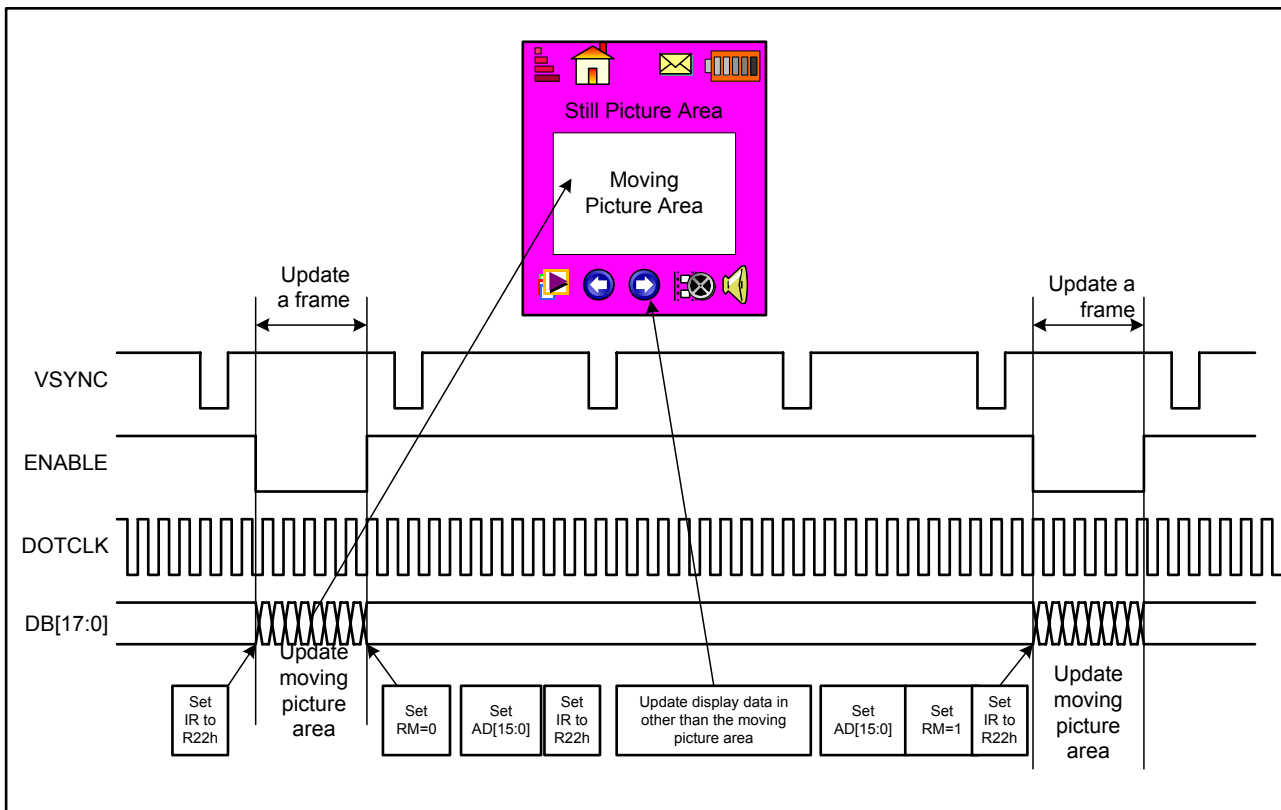 Still Picture Area
Moving
Picture Area
Update
a frame
Update a
frame
VSYNC
ENABLE
DOTCLK
DB[17:0]
Update
moving
picture
area
Set
IR to
R22h
Set
RM=0
Set
AD[15:0]
Set
IR to
R22h
Update display data in
other than the moving
picture area
Set
AD[15:0]
Set
RM=1
Set
IR to
R22h
Update
moving
picture
area